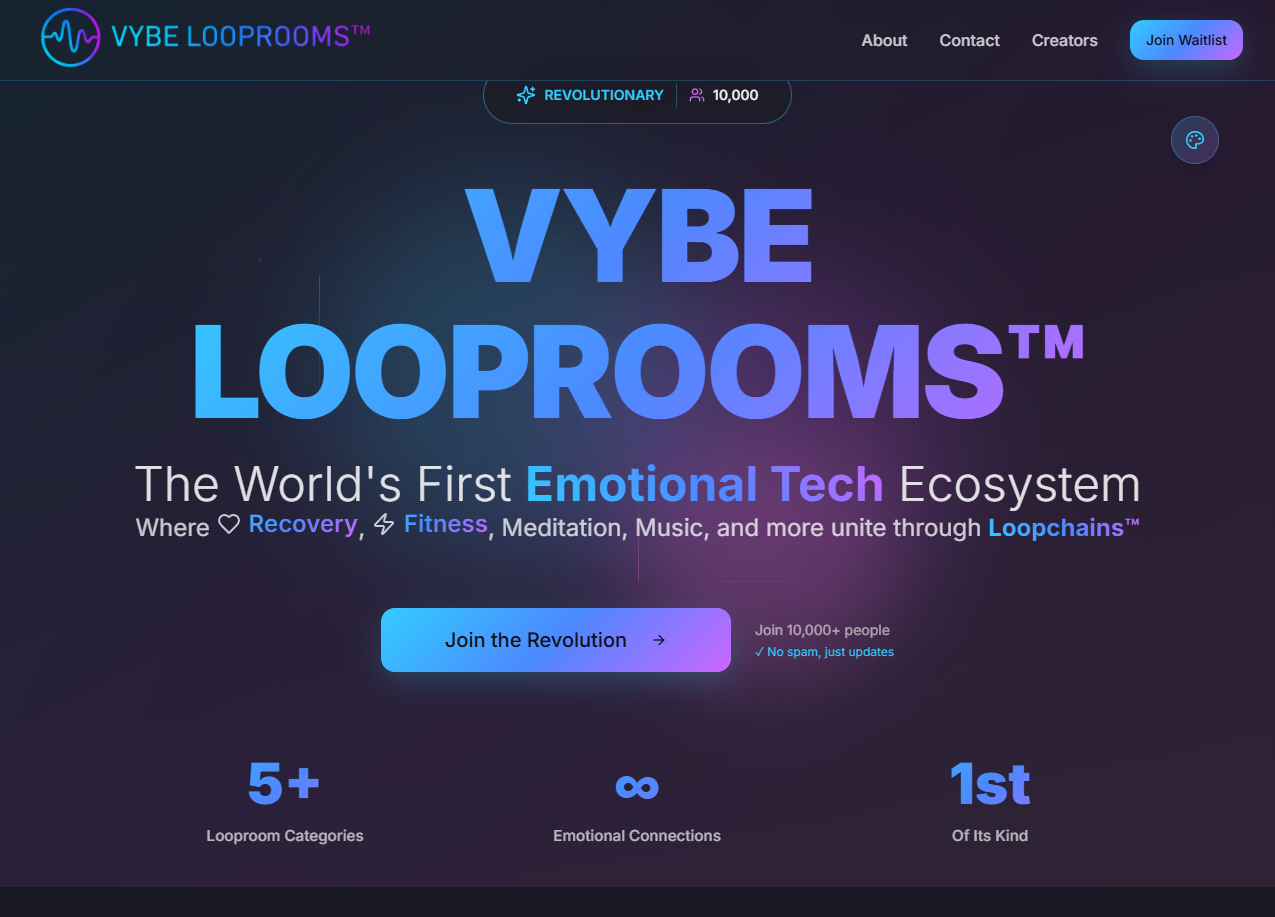 VYBE LOOPROOMS™
About Contact Creators Join Waitlist
REVOLUTIONARY 10,000
VYBE
LOOPROOMS™
The World's First Emotional Tech Ecosystem
Where Recovery, Fitness, Meditation, Music, and more unite through Loopchains™
Join the Revolution →
Join 10,000+ people
✓ No spam, just updates
5+
Looproom Categories
∞
Emotional Connections
1st
Of Its Kind